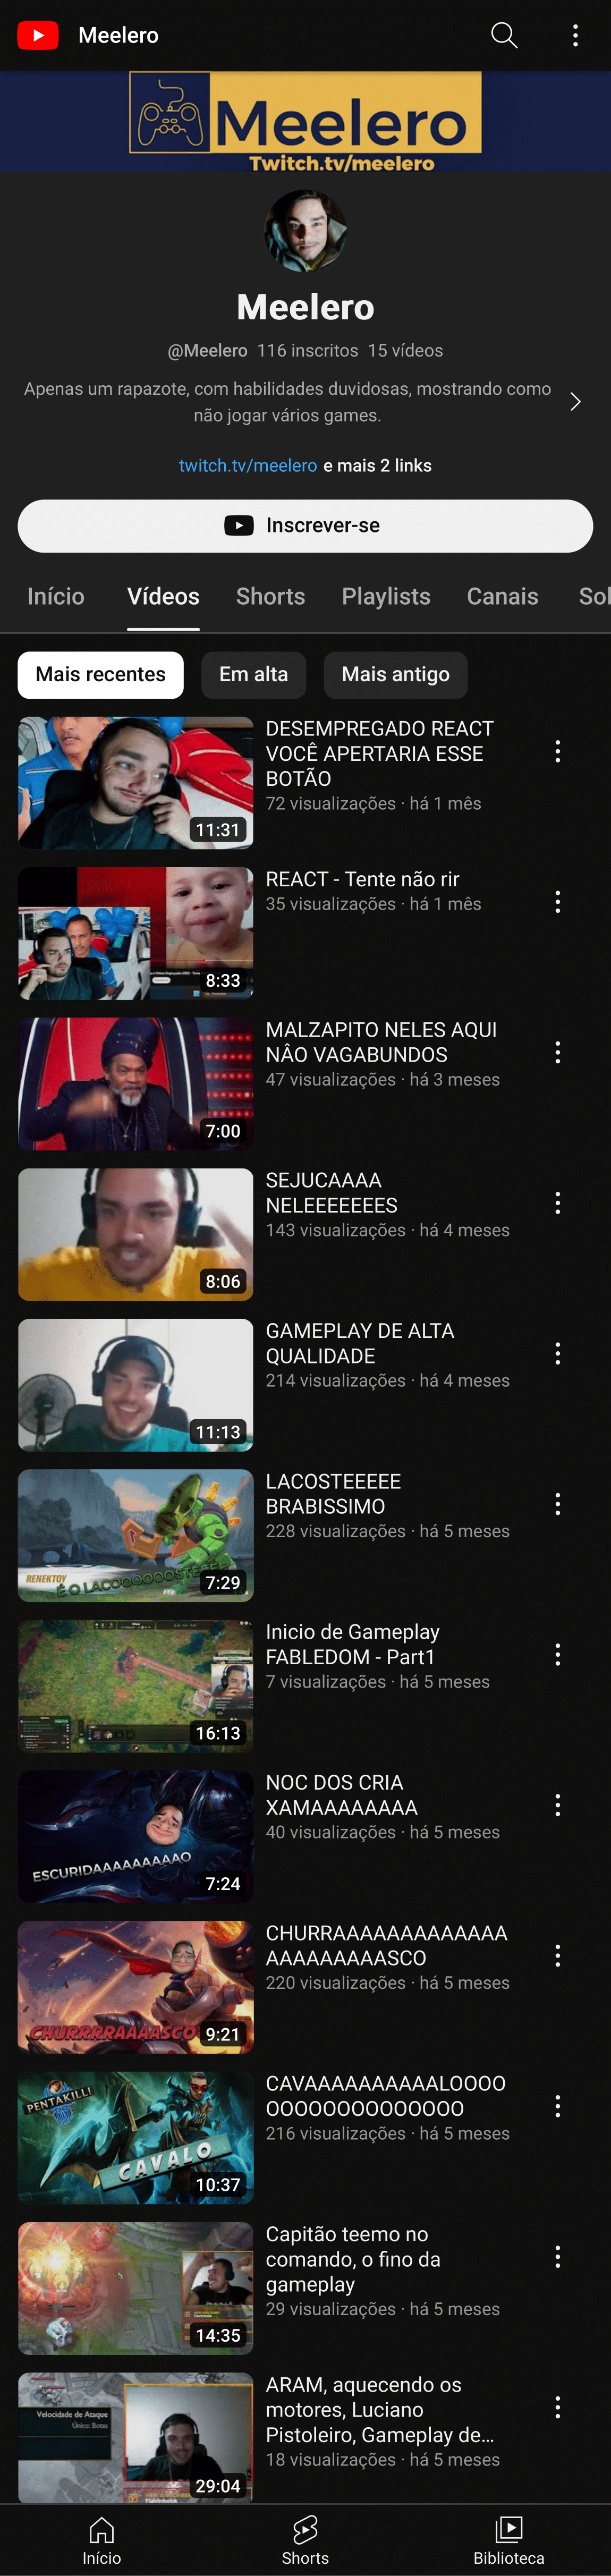 Meelero
Meelero
Twitch.tv/meelero
Meelero
@Meelero 116 inscritos 15 vídeos
Apenas um rapazote, com habilidades duvidosas, mostrando como
não jogar vários games.
twitch.tv/meelero e mais 2 links
Inscrever-se
Início Vídeos Shorts Playlists Canais Sol
Mais recentes Em alta Mais antigo
DESEMPREGADO REACT
VOCÊ APERTARIA ESSE
BOTÃO
72 visualizações · há 1 mês
11:31
REACT - Tente não rir
35 visualizações · há 1 mês
8:33
MALZAPITO NELES AQUI
NÂO VAGABUNDOS
47 visualizações · há 3 meses
7:00
SEJUCAAAA
NELEEEEEEES
143 visualizações · há 4 meses
8:06
GAMEPLAY DE ALTA
QUALIDADE
214 visualizações · há 4 meses
11:13
LACOSTEEEEE
BRABISSIMO
228 visualizações · há 5 meses
RENEKTOY
7:29
Inicio de Gameplay
FABLEDOM - Part1
7 visualizações · há 5 meses
16:13
NOC DOS CRIA
XAMAAAAAAAA
40 visualizações · há 5 meses
ESCURIDAAAAAAAAAO
7:24
CHURRAAAAAAAAAAAAA
AAAAAAAAASCO
220 visualizações · há 5 meses
CHURRRRAAAASCO
9:21
CAVAAAAAAAAAALOOOO
OOOOOOOOOOOOOO
216 visualizações · há 5 meses
PENTAKILL!
CAVALO
10:37
Capitão teemo no
comando, o fino da
gameplay
29 visualizações · há 5 meses
14:35
ARAM, aquecendo os
motores, Luciano
Pistoleiro, Gameplay de...
18 visualizações · há 5 meses
Velocidade de Ataque
Único: Botas
29:04
Início Shorts Biblioteca